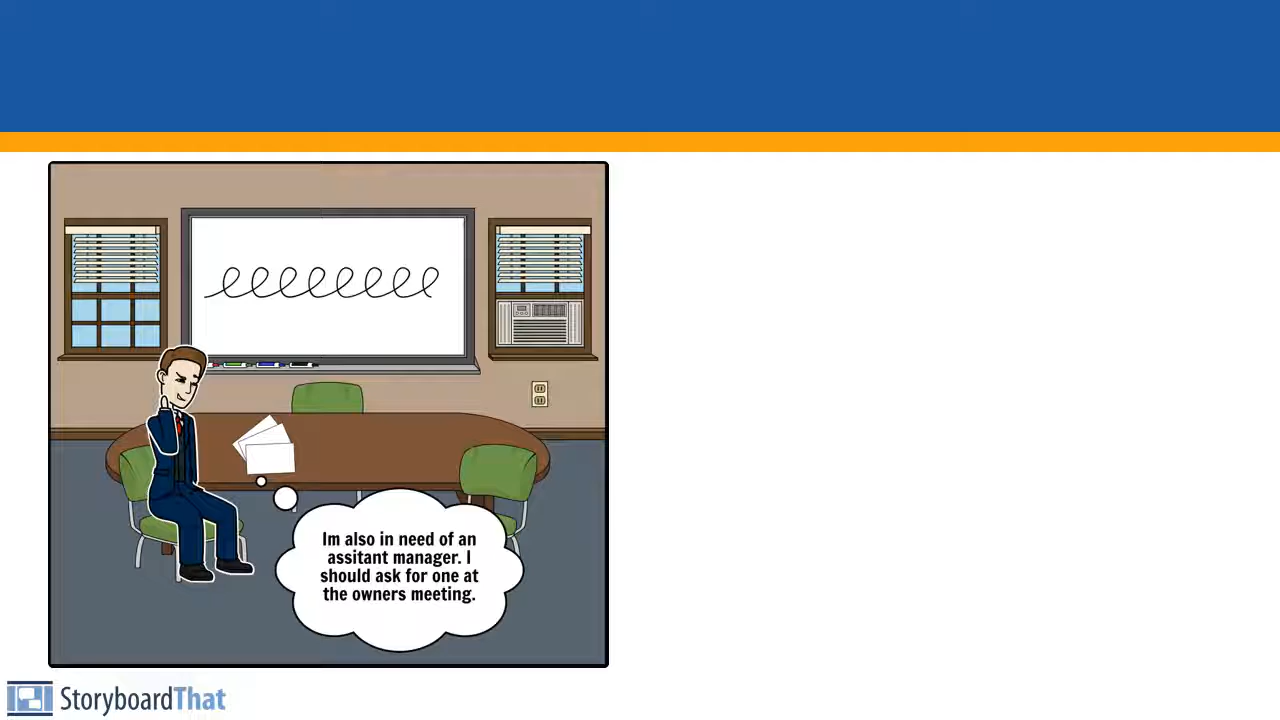 Im also in need of an
assitant manager. I
should ask for one at
the owners meeting.
StoryboardThat